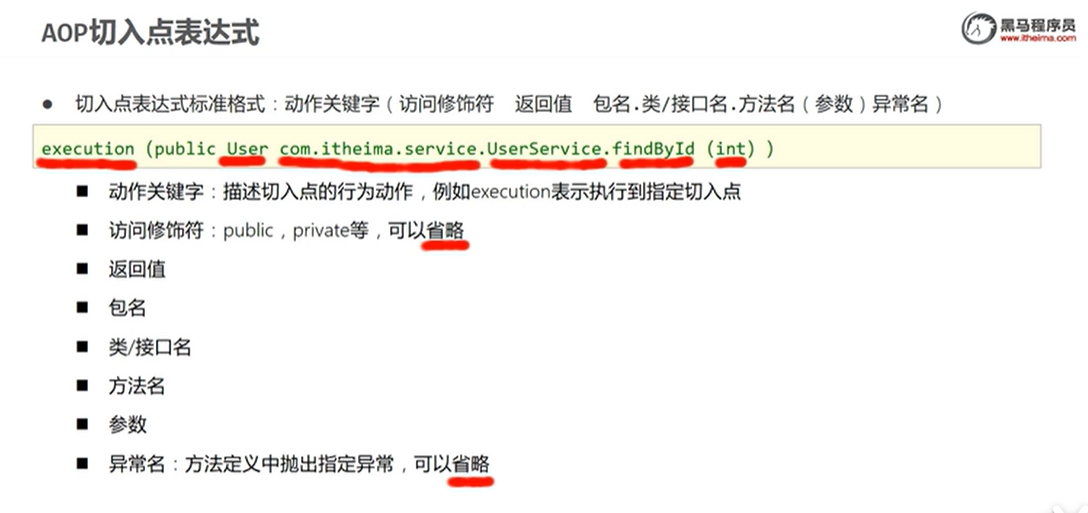 AOP切入点表达式
黑马程序员
www.itheima.com
● 切入点表达式标准格式：动作关键字（访问修饰符 返回值 包名.类/接口名.方法名（参数）异常名）
execution (public User com.itheima.service.UserService.findById (int) )
■ 动作关键字：描述切入点的行为动作，例如execution表示执行到指定切入点
■ 访问修饰符：public，private等，可以省略
■ 返回值
■ 包名
■ 类/接口名
■ 方法名
■ 参数
■ 异常名：方法定义中抛出指定异常，可以省略